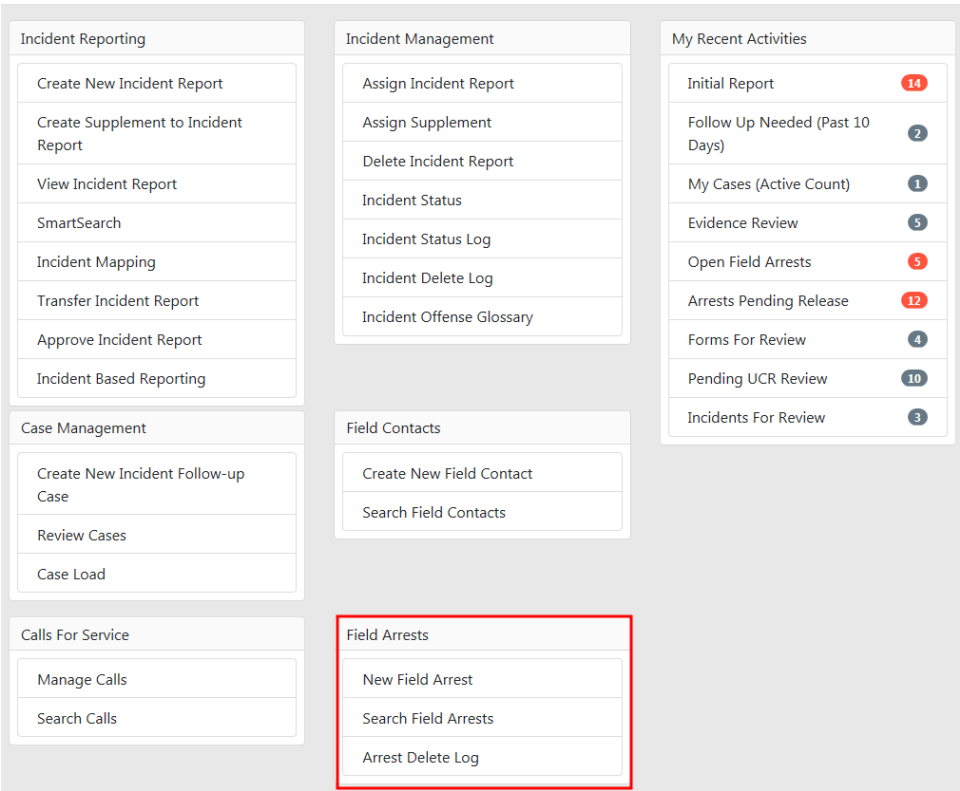 Incident Reporting
Create New Incident Report
Create Supplement to Incident
Report
View Incident Report
SmartSearch
Incident Mapping
Transfer Incident Report
Approve Incident Report
Incident Based Reporting
Incident Management
Assign Incident Report
Assign Supplement
Delete Incident Report
Incident Status
Incident Status Log
Incident Delete Log
Incident Offense Glossary
My Recent Activities
Initial Report 14
Follow Up Needed (Past 10
Days) 2
My Cases (Active Count) 1
Evidence Review 5
Open Field Arrests 5
Arrests Pending Release 12
Forms For Review 4
Pending UCR Review 10
Incidents For Review 3
Case Management
Create New Incident Follow-up
Case
Review Cases
Case Load
Field Contacts
Create New Field Contact
Search Field Contacts
Calls For Service
Manage Calls
Search Calls
Field Arrests
New Field Arrest
Search Field Arrests
Arrest Delete Log